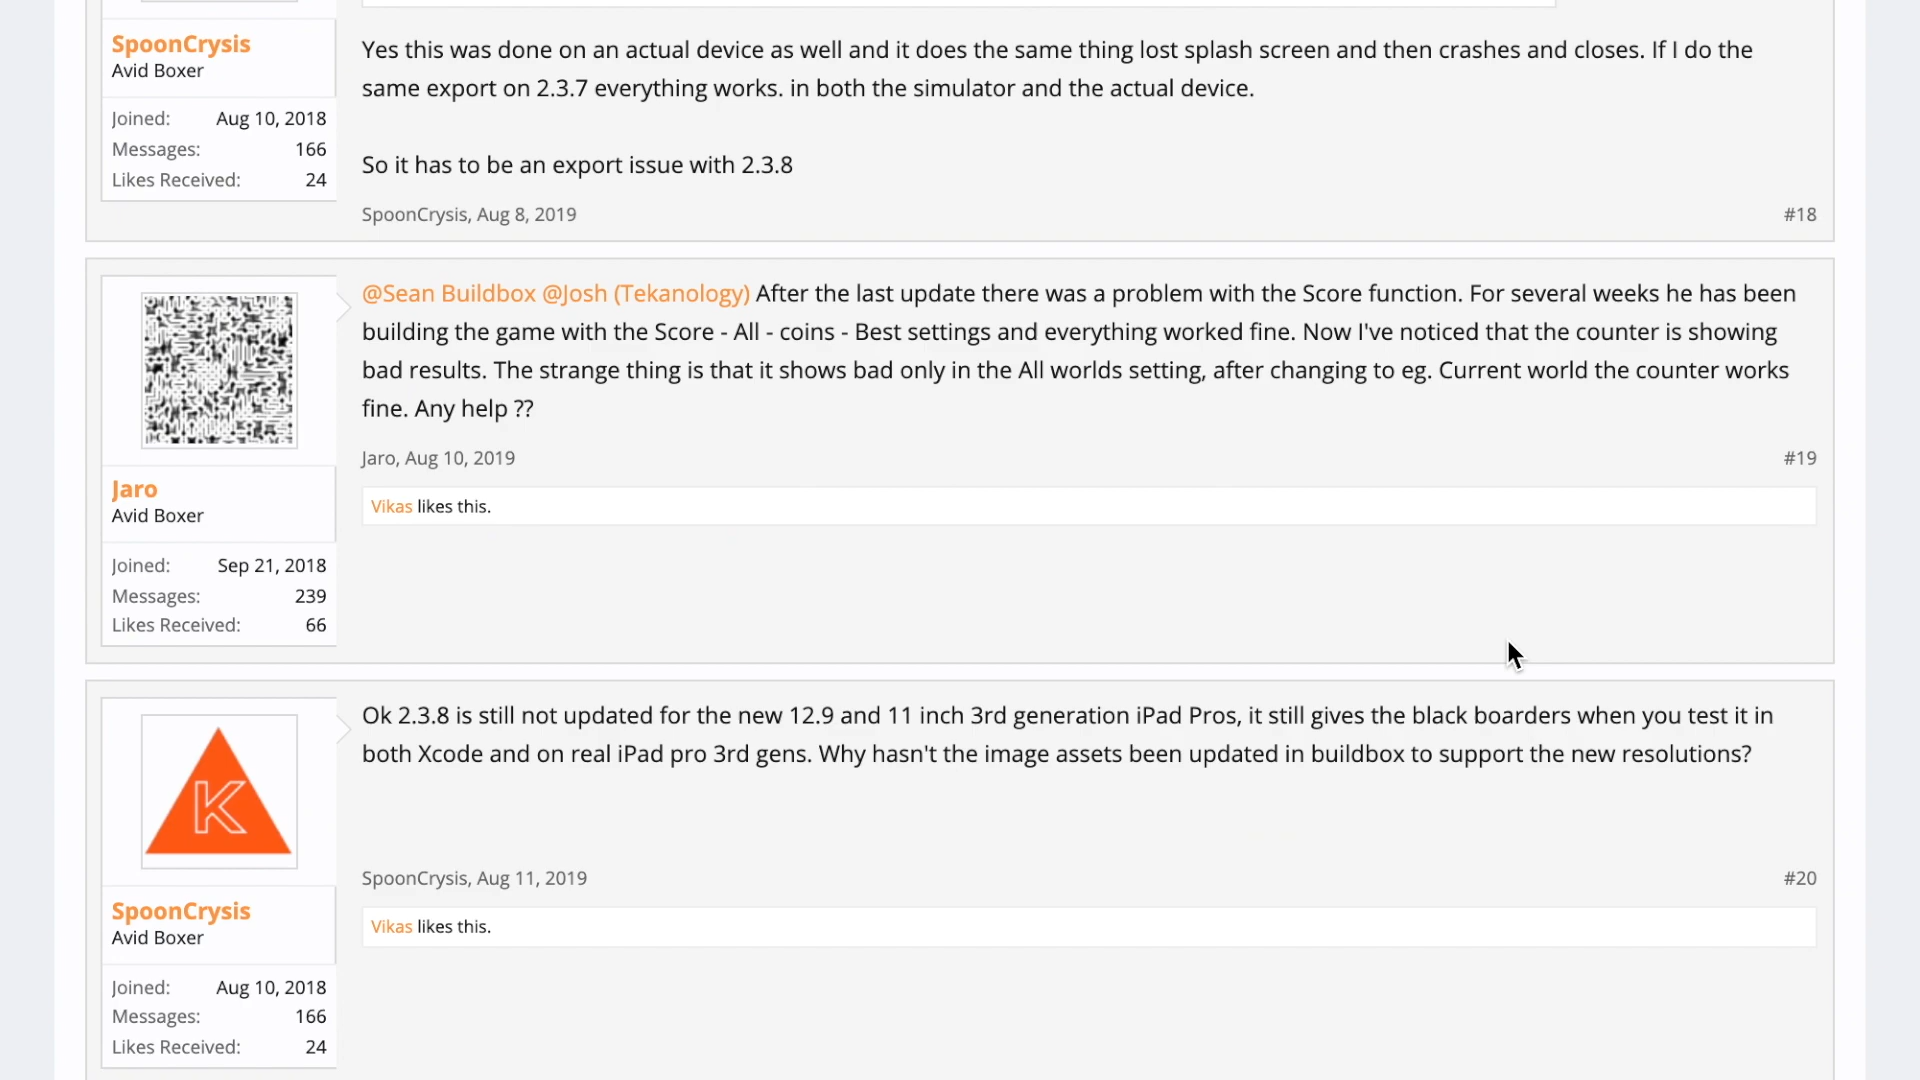 SpoonCrysis
Avid Boxer
Joined: Aug 10, 2018
Messages: 166
Likes Received: 24
Yes this was done on an actual device as well and it does the same thing lost splash screen and then crashes and closes. If I do the
same export on 2.3.7 everything works. in both the simulator and the actual device.
So it has to be an export issue with 2.3.8
SpoonCrysis, Aug 8, 2019 #18
Jaro
Avid Boxer
Joined: Sep 21, 2018
Messages: 239
Likes Received: 66
@Sean Buildbox @Josh (Tekanology) After the last update there was a problem with the Score function. For several weeks he has been
building the game with the Score - All - coins - Best settings and everything worked fine. Now I've noticed that the counter is showing
bad results. The strange thing is that it shows bad only in the All worlds setting, after changing to eg. Current world the counter works
fine. Any help ??
Jaro, Aug 10, 2019 #19
Vikas likes this.
K
SpoonCrysis
Avid Boxer
Joined: Aug 10, 2018
Messages: 166
Likes Received: 24
Ok 2.3.8 is still not updated for the new 12.9 and 11 inch 3rd generation iPad Pros, it still gives the black boarders when you test it in
both Xcode and on real iPad pro 3rd gens. Why hasn't the image assets been updated in buildbox to support the new resolutions?
SpoonCrysis, Aug 11, 2019 #20
Vikas likes this.